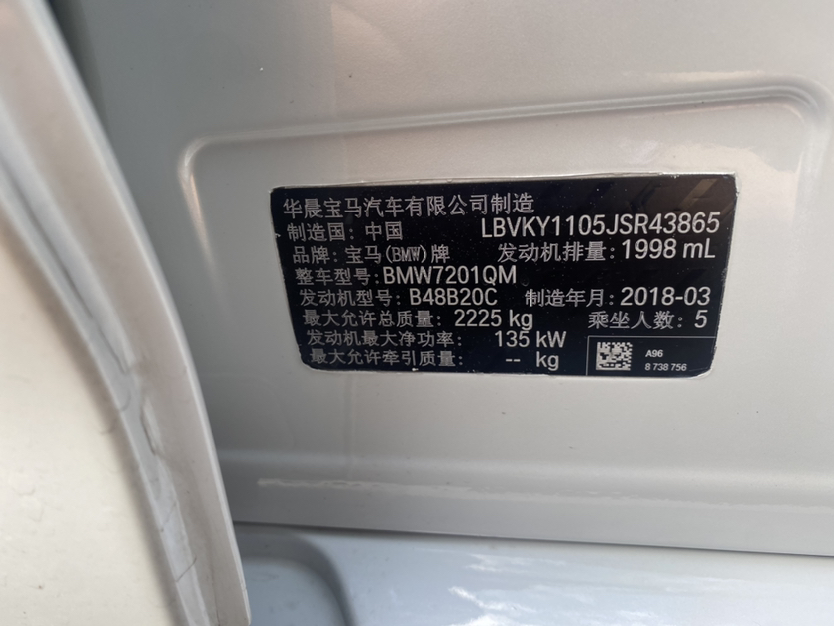 华晨宝马汽车有限公司制造
制造国: 中国 LBVKY1105JSR43865
品牌: 宝马(BMW)牌 发动机排量: 1998 mL
整车型号: BMW7201QM
发动机型号: B48B20C 制造年月: 2018-03
最大允许总质量: 2225 kg 乘坐人数: 5
发动机最大净功率: 135 kW
最大允许牵引质量: -- kg
A96
8 738 756